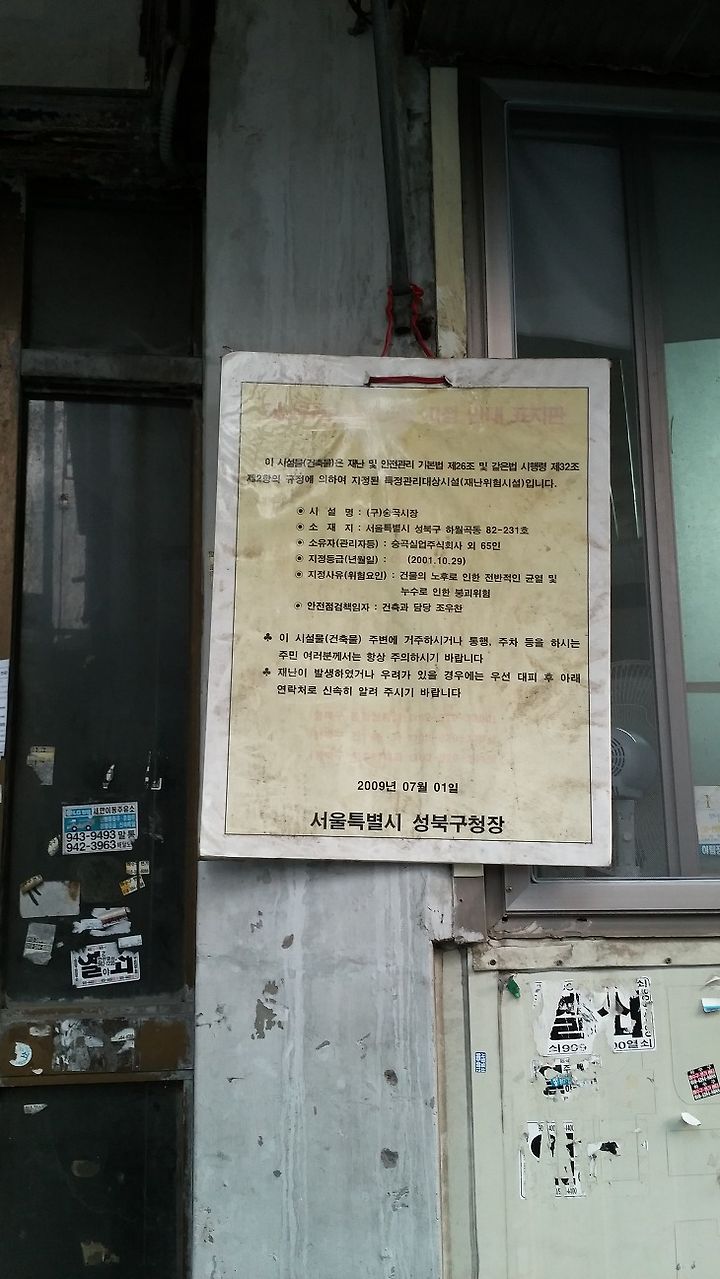 이 시설물(건축물)은 재난 및 안전관리 기본법 제26조 및 같은법 시행령 제32조
제2항의 규정에 의하여 지정된 특정관리대상시설(재난위험시설)입니다.
◉ 시 설 명 : (구)숭곡시장
◉ 소 재 지 : 서울특별시 성북구 하월곡동 82-231호
◉ 소유자(관리자등) : 숭곡실업주식회사 외 65인
◉ 지정등급(년월일) : (2001.10.29)
◉ 지정사유(위험요인) : 건물의 노후로 인한 전반적인 균열 및
누수로 인한 붕괴위험
◉ 안전점검책임자 : 건축과 담당 조우찬
♣ 이 시설물(건축물) 주변에 거주하시거나 통행, 주차 등을 하시는
주민 여러분께서는 항상 주의하시기 바랍니다
♣ 재난이 발생하였거나 우려가 있을 경우에는 우선 대피 후 아래
연락처로 신속히 알려 주시기 바랍니다
2009년 07월 01일
서울특별시 성북구청장
새한이동주유소
943-9493 말통
942-3963